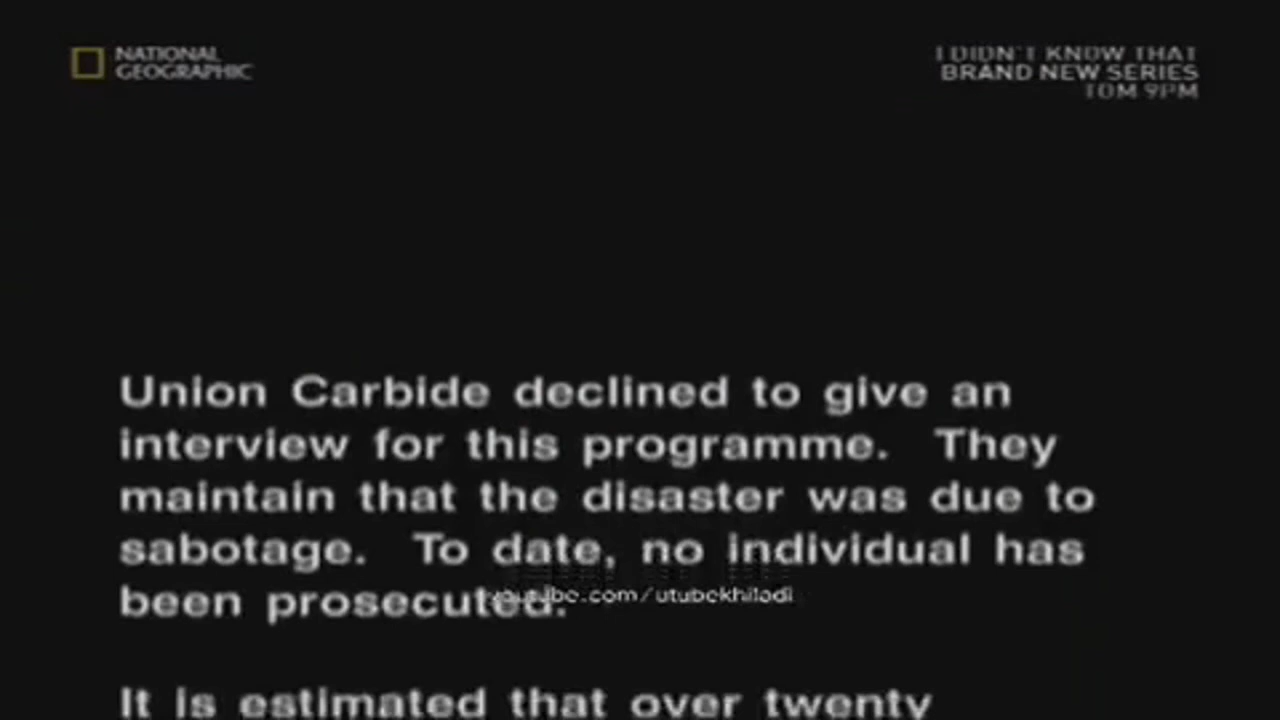 NATIONAL
GEOGRAPHIC
I DIDN'T KNOW THAT
BRAND NEW SERIES
TOM 9PM
Union Carbide declined to give an
interview for this programme. They
maintain that the disaster was due to
sabotage. To date, no individual has
been prosecuted.
youtube.com/utubekhiladi
It is estimated that over twenty